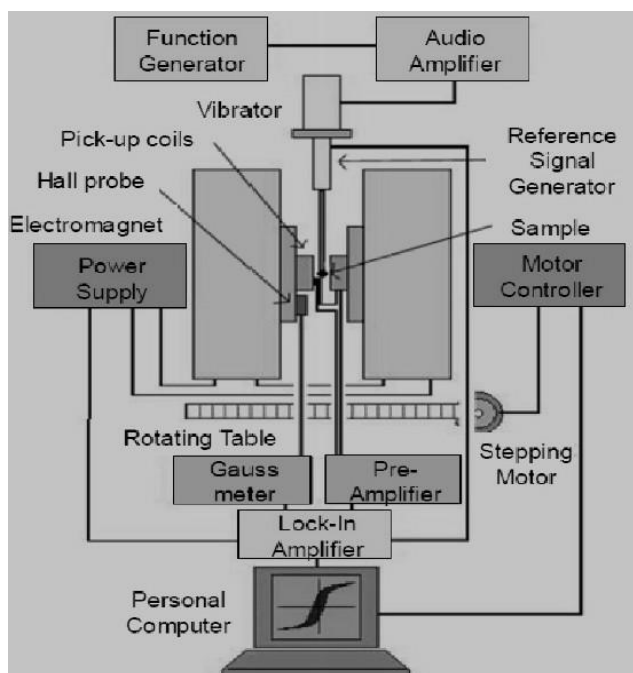 Function
Generator
Audio
Amplifier
Vibrator
Pick-up coils
Reference
Signal
Generator
Hall probe
Electromagnet
Sample
Power
Supply
Motor
Controller
Rotating Table
Stepping
Motor
Gauss
meter
Pre-
Amplifier
Lock-In
Amplifier
Personal
Computer